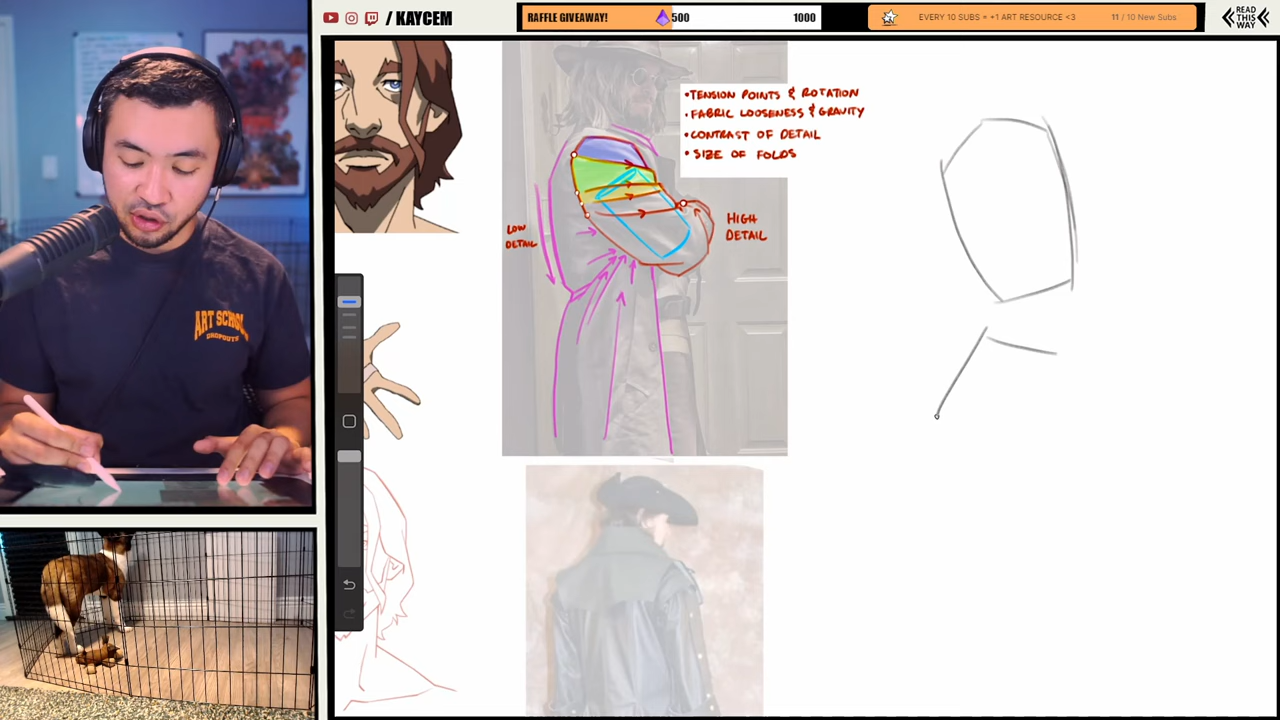 / KAYCEM
RAFFLE GIVEAWAY!
500
1000
EVERY 10 SUBS = +1 ART RESOURCE <3
11 / 10 New Subs
READ
THIS
WAY
• TENSION POINTS & ROTATION
• FABRIC LOOSENESS & GRAVITY
• CONTRAST OF DETAIL
• SIZE OF FOLDS
LOW
DETAIL
HIGH
DETAIL
ART SCHOOL
DROPOUTS